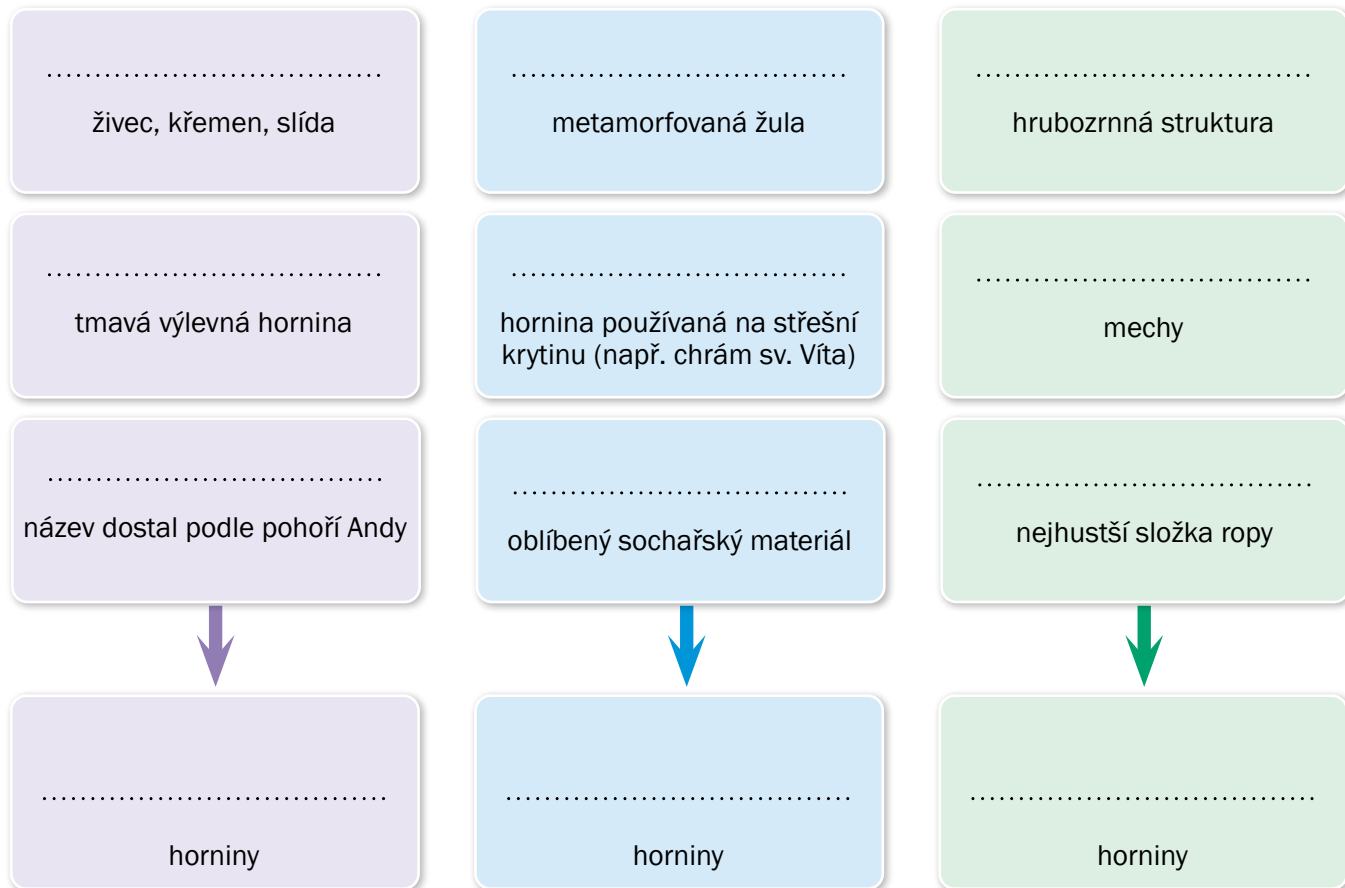 ....................................
živec, křemen, slída
....................................
metamorfovaná žula
....................................
hrubozrnná struktura
....................................
tmavá výlevná hornina
....................................
hornina používaná na střešní
krytinu (např. chrám sv. Víta)
....................................
mechy
....................................
název dostal podle pohoří Andy
....................................
oblíbený sochařský materiál
....................................
nejhustší složka ropy
.....................................
horniny
.....................................
horniny
.....................................
horniny